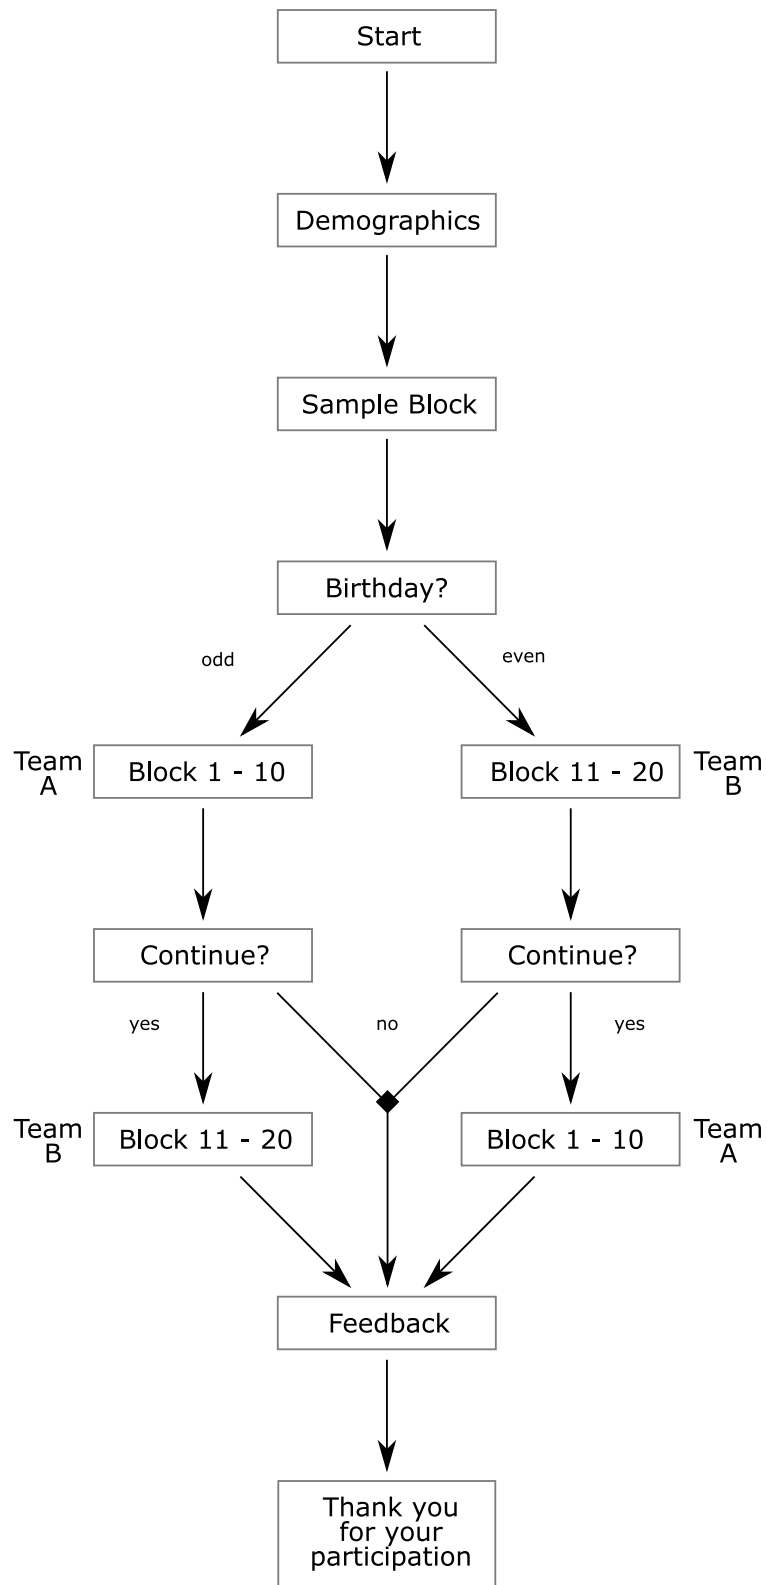 Start
Demographics
Sample Block
Birthday?
odd
even
Team
A
Block 1 - 10
Block 11 - 20
Team
B
Continue?
Continue?
yes
no
yes
Team
B
Block 11 - 20
Block 1 - 10
Team
A
Feedback
Thank you
for your
participation